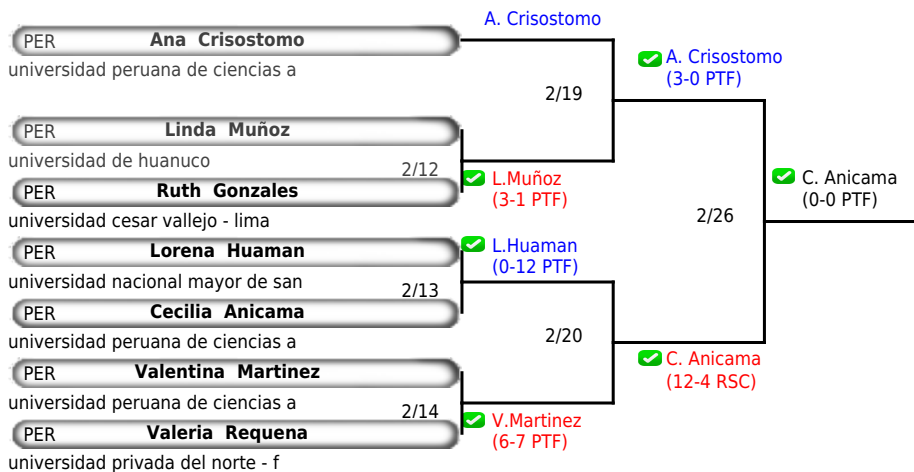 A. Crisostomo
PER Ana Crisostomo
universidad peruana de ciencias a
A. Crisostomo
(3-0 PTF)
2/19
PER Linda Muñoz
universidad de huanuco
2/12
PER Ruth Gonzales
universidad cesar vallejo - lima
L.Muñoz
(3-1 PTF)
C. Anicama
(0-0 PTF)
2/26
PER Lorena Huaman
universidad nacional mayor de san
L.Huaman
(0-12 PTF)
2/13
PER Cecilia Anicama
universidad peruana de ciencias a
2/20
C. Anicama
(12-4 RSC)
PER Valentina Martinez
universidad peruana de ciencias a
2/14
PER Valeria Requena
universidad privada del norte - f
V.Martinez
(6-7 PTF)